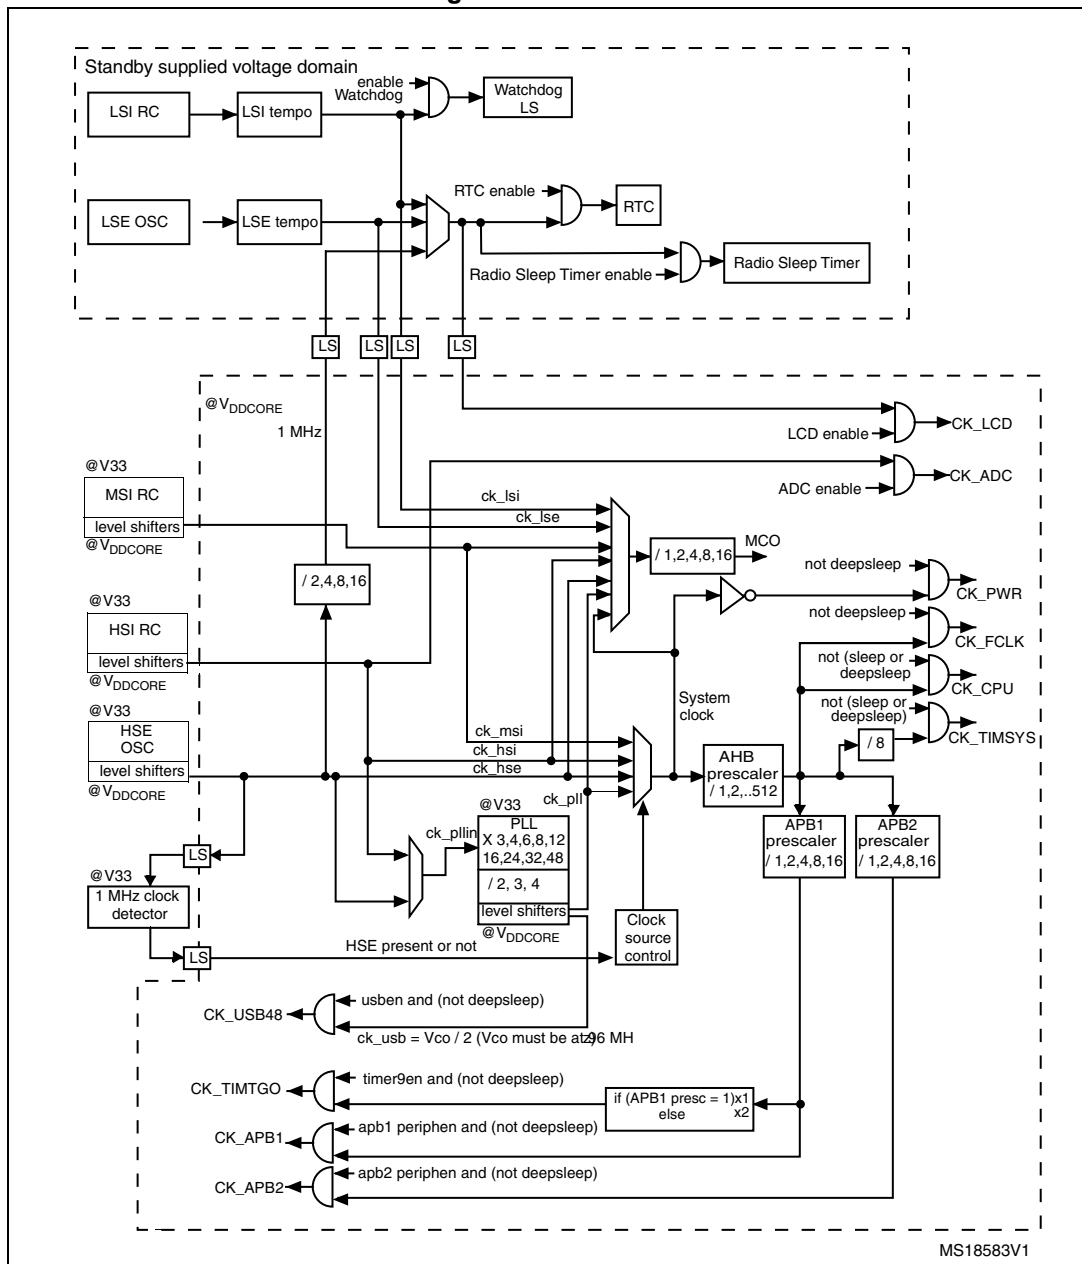 Standby supplied voltage domain
enable
Watchdog
Watchdog
LS
LSI RC
LSI tempo
RTC enable
RTC
LSE OSC
LSE tempo
Radio Sleep Timer enable
Radio Sleep Timer
LS
LS
LS
LS
@VDDCORE
1 MHz
LCD enable
CK_LCD
ADC enable
CK_ADC
@V33
MSI RC
level shifters
@VDDCORE
ck_lsi
ck_lse
/ 1,2,4,8,16
MCO
/ 2,4,8,16
not deepsleep
CK_PWR
@V33
HSI RC
level shifters
@VDDCORE
not deepsleep
CK_FCLK
not (sleep or
deepsleep
CK_CPU
System
clock
not (sleep or
deepsleep)
CK_TIMSYS
/ 8
@V33
HSE
OSC
level shifters
@VDDCORE
ck_msi
ck_hsi
ck_hse
ck_pll
AHB
prescaler
/ 1,2,..512
@V33
PLL
X 3,4,6,8,12
16,24,32,48
/ 2, 3, 4
level shifters
@VDDCORE
ck_pllin
APB1
prescaler
/ 1,2,4,8,16
APB2
prescaler
/ 1,2,4,8,16
LS
@V33
1 MHz clock
detector
LS
HSE present or not
Clock
source
control
CK_USB48
usben and (not deepsleep)
ck_usb = Vco / 2 (Vco must be at 96 MHz)
CK_TIMTGO
timer9en and (not deepsleep)
if (APB1 presc = 1)x1
else x2
CK_APB1
apb1 periphen and (not deepsleep)
CK_APB2
apb2 periphen and (not deepsleep)
MS18583V1